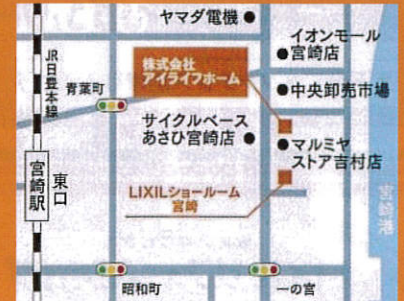 ヤマダ電機
イオンモール
宮崎店
株式会社
アイライフホーム
JR日豊本線
青葉町
中央卸売市場
サイクルベース
あさひ宮崎店
マルミヤ
ストア吉村店
宮崎駅
東口
LIXILショールーム
宮崎
宮崎港
昭和町
一の宮